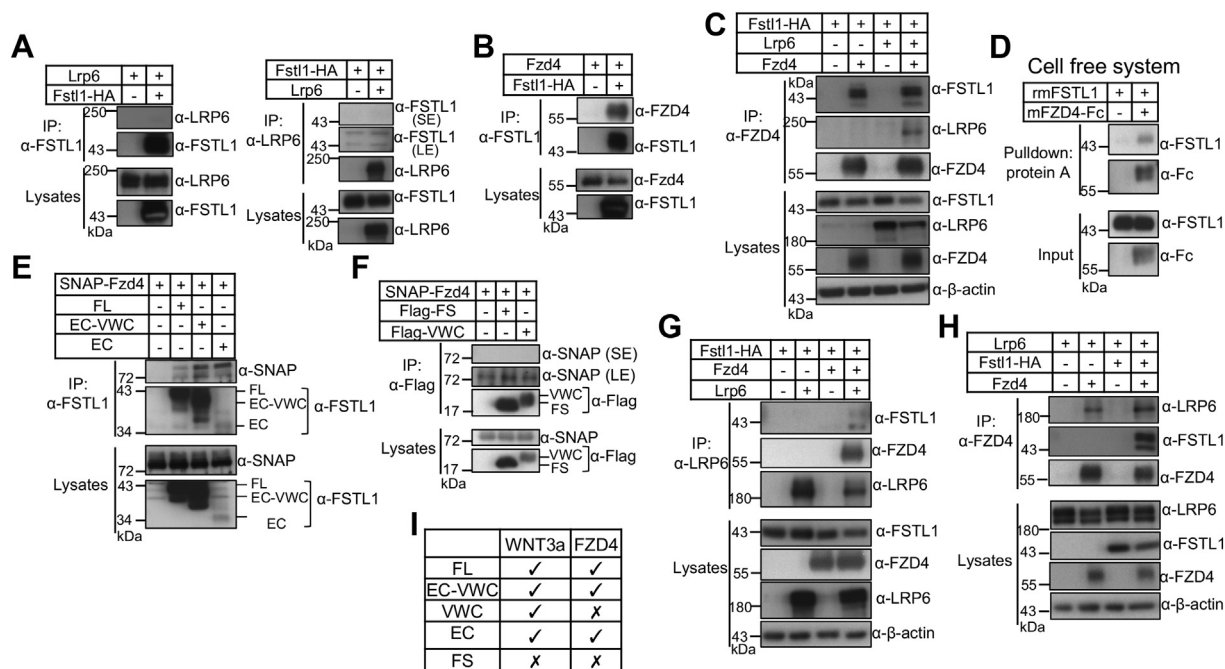 A
Lrp6 + +
Fstl1-HA - +
IP:
α-FSTL1
250
α-LRP6
43
α-FSTL1
Lysates
250
α-LRP6
43
α-FSTL1
kDa
Fstl1-HA + +
Lrp6 - +
IP:
α-LRP6
43
α-FSTL1
(SE)
43
α-FSTL1
(LE)
250
α-LRP6
Lysates
43
α-FSTL1
250
α-LRP6
kDa
B
Fzd4 + +
Fstl1-HA - +
IP:
α-FSTL1
55
α-FZD4
43
α-FSTL1
Lysates
55
α-Fzd4
43
α-FSTL1
kDa
C
Fstl1-HA + + + +
Lrp6 - - + +
Fzd4 - + - +
kDa
IP:
α-FZD4
43
α-FSTL1
250
α-LRP6
55
α-FZD4
Lysates
43
α-FSTL1
180
α-LRP6
55
α-FZD4
43
α-β-actin
D
Cell free system
rmFSTL1 + +
mFZD4-Fc - +
Pulldown:
protein A
43
α-FSTL1
55
α-Fc
Input
43
α-FSTL1
55
α-Fc
kDa
E
SNAP-Fzd4 + + + +
FL - + - -
EC-VWC - - + -
EC - - - +
IP:
α-FSTL1
72
α-SNAP
43
34
FL
EC-VWC
EC
α-FSTL1
Lysates
72
α-SNAP
43
34
FL
EC-VWC
EC
α-FSTL1
kDa
F
SNAP-Fzd4 + + +
Flag-FS - + -
Flag-VWC - - +
IP:
α-Flag
72
α-SNAP (SE)
72
α-SNAP (LE)
17
VWC
FS
α-Flag
Lysates
72
α-SNAP
17
VWC
FS
α-Flag
kDa
G
Fstl1-HA + + + +
Fzd4 - - + +
Lrp6 - + - +
IP:
α-LRP6
43
α-FSTL1
55
α-FZD4
180
α-LRP6
Lysates
43
α-FSTL1
55
α-FZD4
180
α-LRP6
43
α-β-actin
kDa
H
Lrp6 + + + +
Fstl1-HA - - + +
Fzd4 - + - +
IP:
α-FZD4
180
α-LRP6
43
α-FSTL1
55
α-FZD4
Lysates
180
α-LRP6
43
α-FSTL1
55
α-FZD4
43
α-β-actin
kDa
I
WNT3a FZD4
FL ✓ ✓
EC-VWC ✓ ✓
VWC ✓ ✗
EC ✓ ✓
FS ✗ ✗